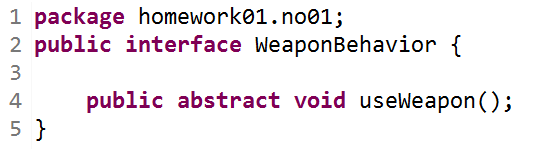 1 package homework01.no01;
2 public interface WeaponBehavior {
3
4     public abstract void useWeapon();
5 }